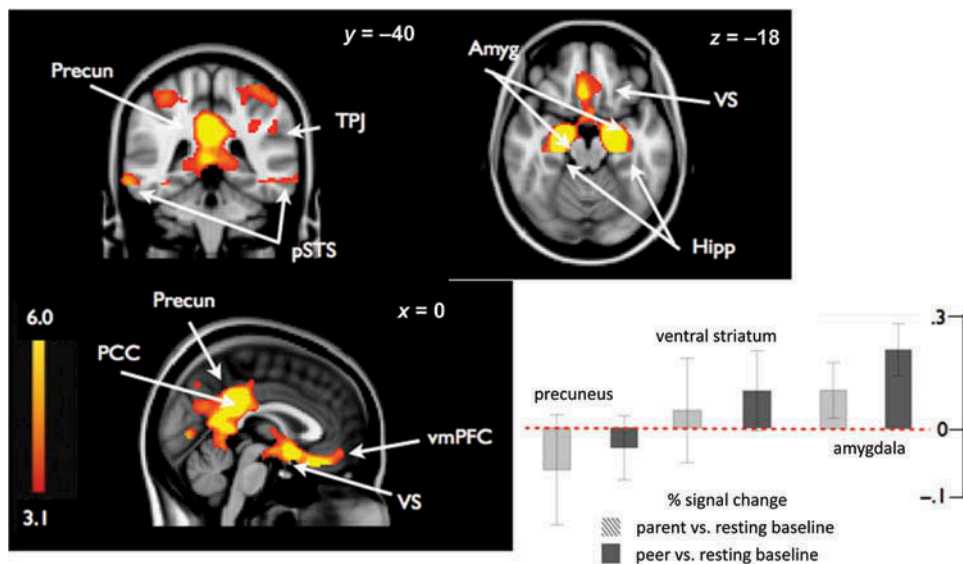 y = –40
Precun
TPJ
pSTS
z = –18
Amyg
VS
Hipp
x = 0
Precun
PCC
vmPFC
VS
6.0
3.1
.3
ventral striatum
precuneus
0
amygdala
-.1
% signal change
parent vs. resting baseline
peer vs. resting baseline